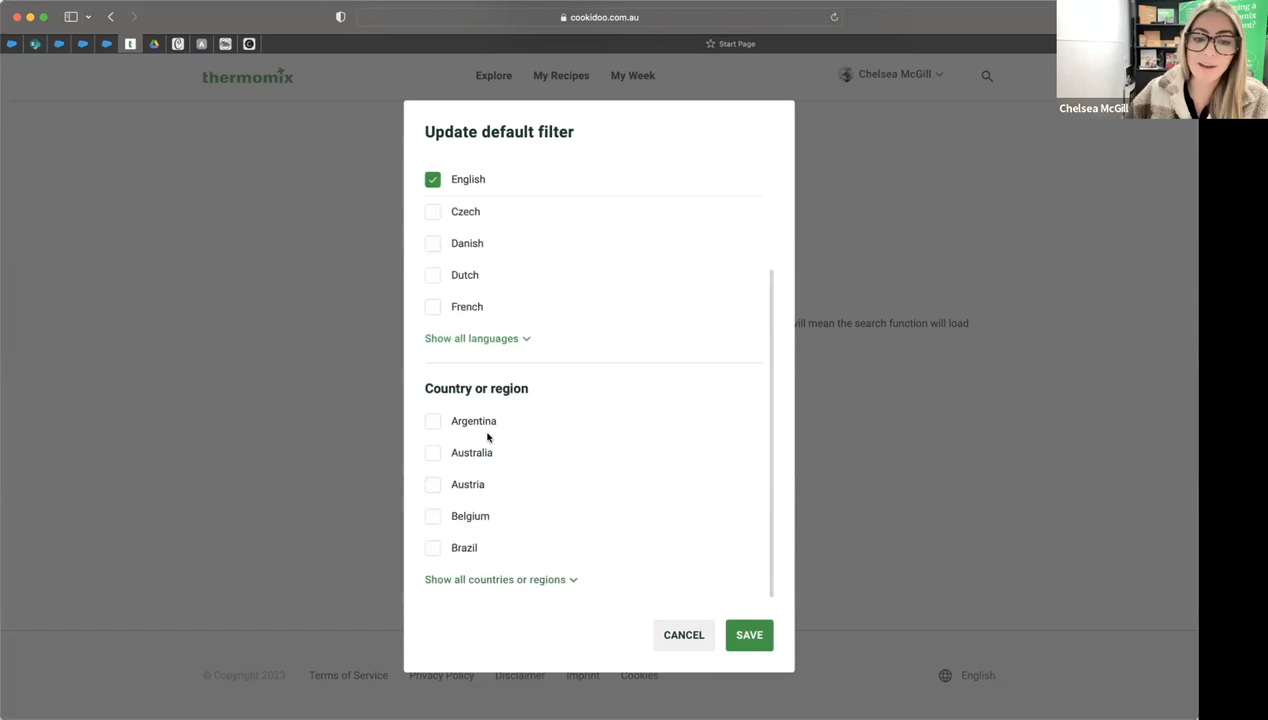 cookidoo.com.au
Start Page
thermomix
Explore
My Recipes
My Week
Chelsea McGill
Chelsea McGill
Update default filter
English
Czech
Danish
Dutch
French
Show all languages
will mean the search function will load
Country or region
Argentina
Australia
Austria
Belgium
Brazil
Show all countries or regions
CANCEL
SAVE
© Copyright 2023
Terms of Service
Privacy Policy
Disclaimer
Imprint
Cookies
English